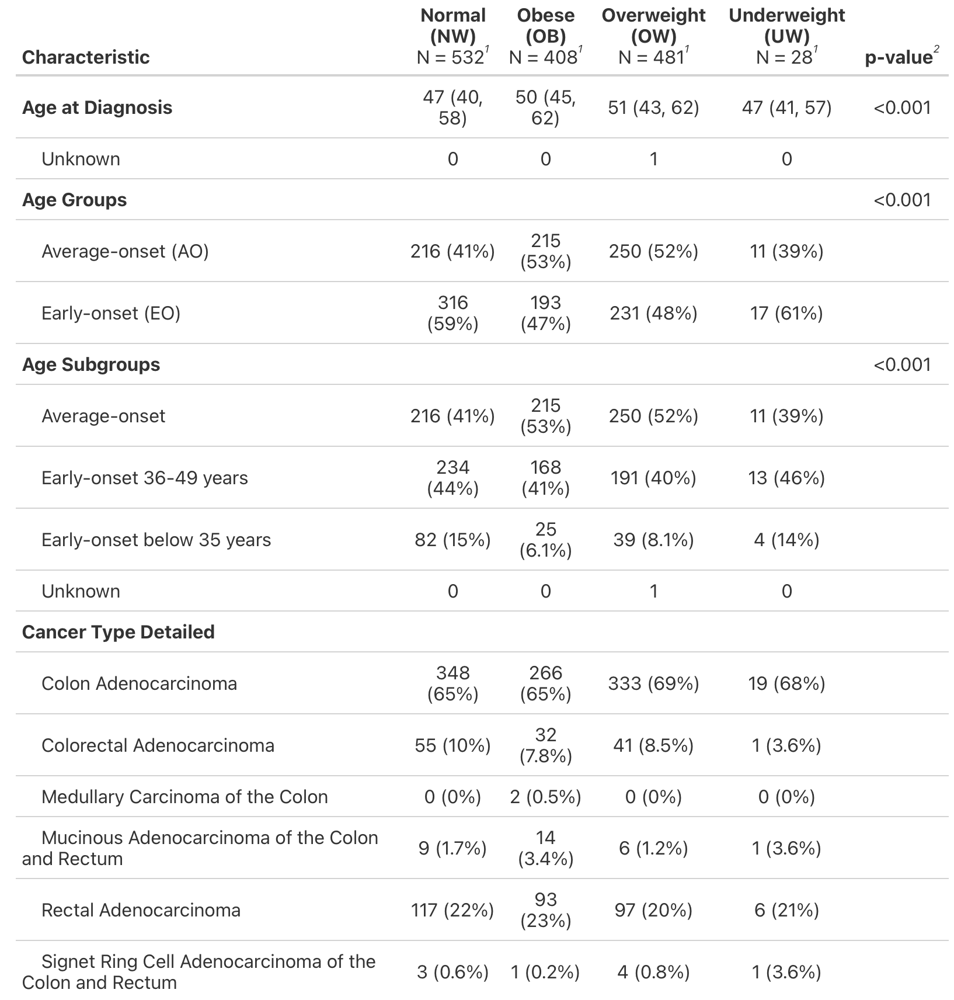 Characteristic Normal (NW) N = 532¹ Obese (OB) N = 408¹ Overweight (OW) N = 481¹ Underweight (UW) N = 28¹ p-value²
Age at Diagnosis 47 (40, 58) 50 (45, 62) 51 (43, 62) 47 (41, 57) <0.001
Unknown 0 0 1 0
Age Groups <0.001
Average-onset (AO) 216 (41%) 215 (53%) 250 (52%) 11 (39%)
Early-onset (EO) 316 (59%) 193 (47%) 231 (48%) 17 (61%)
Age Subgroups <0.001
Average-onset 216 (41%) 215 (53%) 250 (52%) 11 (39%)
Early-onset 36-49 years 234 (44%) 168 (41%) 191 (40%) 13 (46%)
Early-onset below 35 years 82 (15%) 25 (6.1%) 39 (8.1%) 4 (14%)
Unknown 0 0 1 0
Cancer Type Detailed
Colon Adenocarcinoma 348 (65%) 266 (65%) 333 (69%) 19 (68%)
Colorectal Adenocarcinoma 55 (10%) 32 (7.8%) 41 (8.5%) 1 (3.6%)
Medullary Carcinoma of the Colon 0 (0%) 2 (0.5%) 0 (0%) 0 (0%)
Mucinous Adenocarcinoma of the Colon and Rectum 9 (1.7%) 14 (3.4%) 6 (1.2%) 1 (3.6%)
Rectal Adenocarcinoma 117 (22%) 93 (23%) 97 (20%) 6 (21%)
Signet Ring Cell Adenocarcinoma of the Colon and Rectum 3 (0.6%) 1 (0.2%) 4 (0.8%) 1 (3.6%)